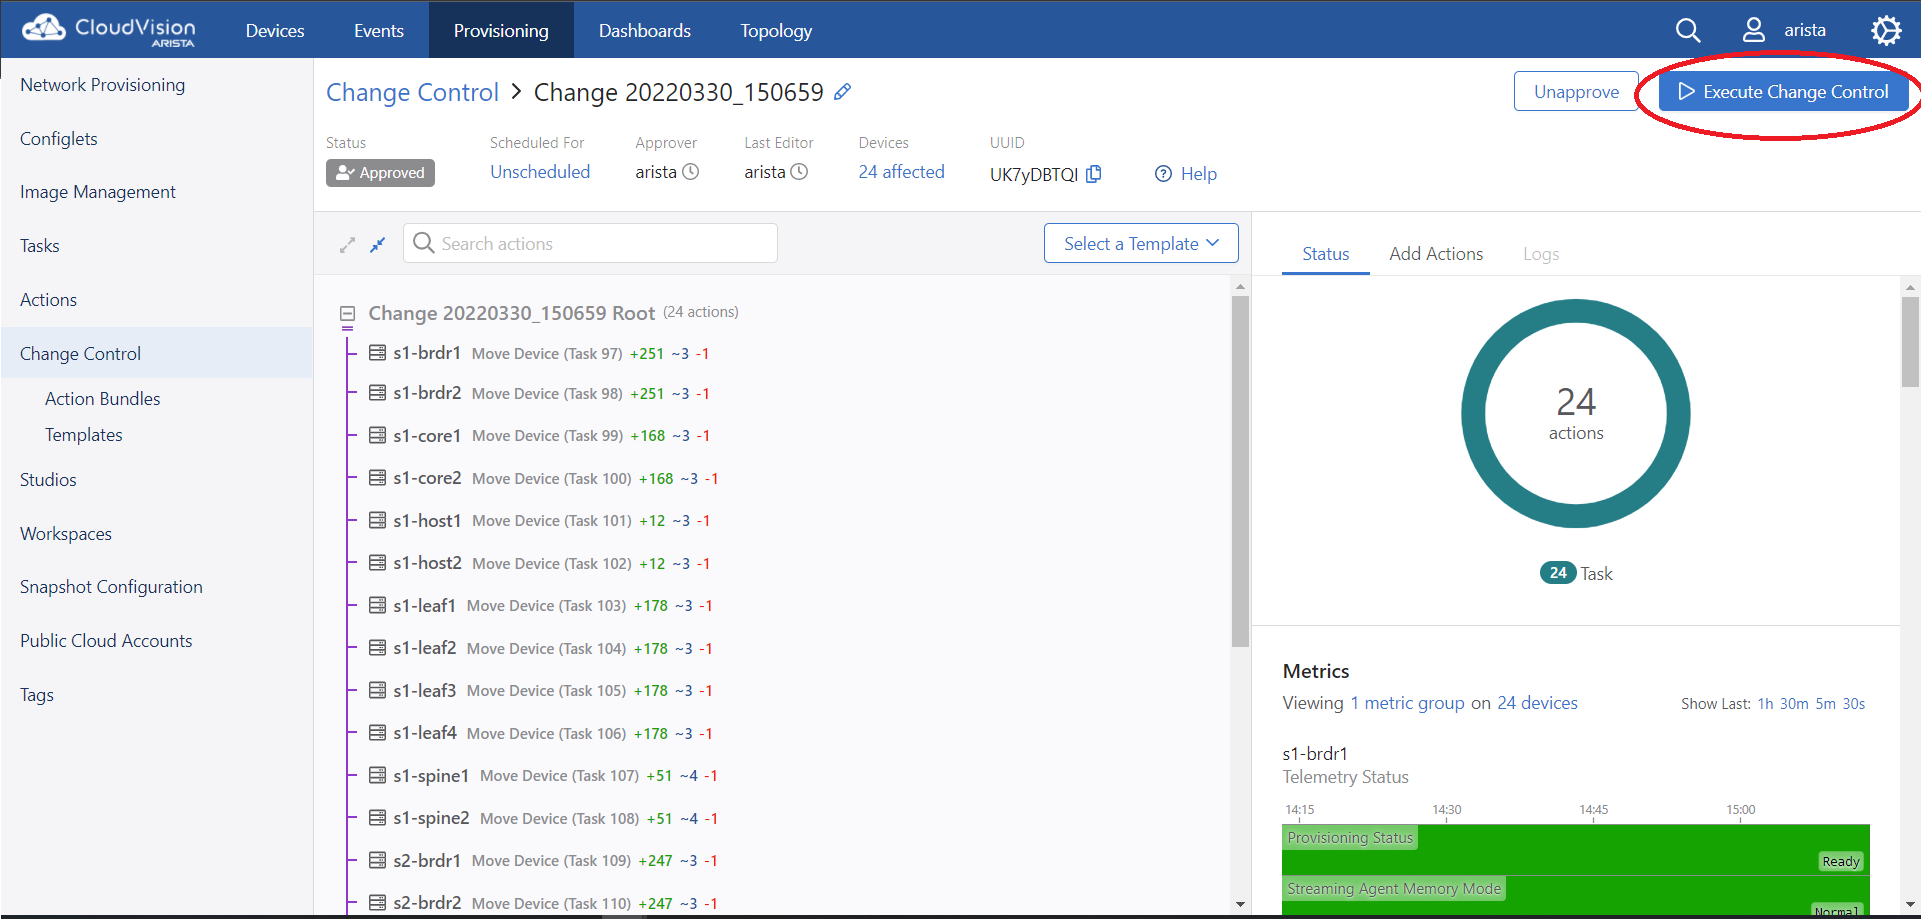 CloudVision
ARISTA
Devices
Events
Provisioning
Dashboards
Topology
arista
Network Provisioning
Configlets
Image Management
Tasks
Actions
Change Control
Action Bundles
Templates
Studios
Workspaces
Snapshot Configuration
Public Cloud Accounts
Tags
Change Control > Change 20220330_150659
Unapprove
Execute Change Control
Status
Approved
Scheduled For
Unscheduled
Approver
arista
Last Editor
arista
Devices
24 affected
UUID
UK7yDBTQI
Help
Search actions
Select a Template
Change 20220330_150659 Root (24 actions)
s1-brdr1 Move Device (Task 97) +251 ~3 -1
s1-brdr2 Move Device (Task 98) +251 ~3 -1
s1-core1 Move Device (Task 99) +168 ~3 -1
s1-core2 Move Device (Task 100) +168 ~3 -1
s1-host1 Move Device (Task 101) +12 ~3 -1
s1-host2 Move Device (Task 102) +12 ~3 -1
s1-leaf1 Move Device (Task 103) +178 ~3 -1
s1-leaf2 Move Device (Task 104) +178 ~3 -1
s1-leaf3 Move Device (Task 105) +178 ~3 -1
s1-leaf4 Move Device (Task 106) +178 ~3 -1
s1-spine1 Move Device (Task 107) +51 ~4 -1
s1-spine2 Move Device (Task 108) +51 ~4 -1
s2-brdr1 Move Device (Task 109) +247 ~3 -1
s2-brdr2 Move Device (Task 110) +247 ~3 -1
Status
Add Actions
Logs
24
actions
24 Task
Metrics
Viewing 1 metric group on 24 devices
Show Last: 1h 30m 5m 30s
s1-brdr1
Telemetry Status
14:15 14:30 14:45 15:00
Provisioning Status
Ready
Streaming Agent Memory Mode
Normal